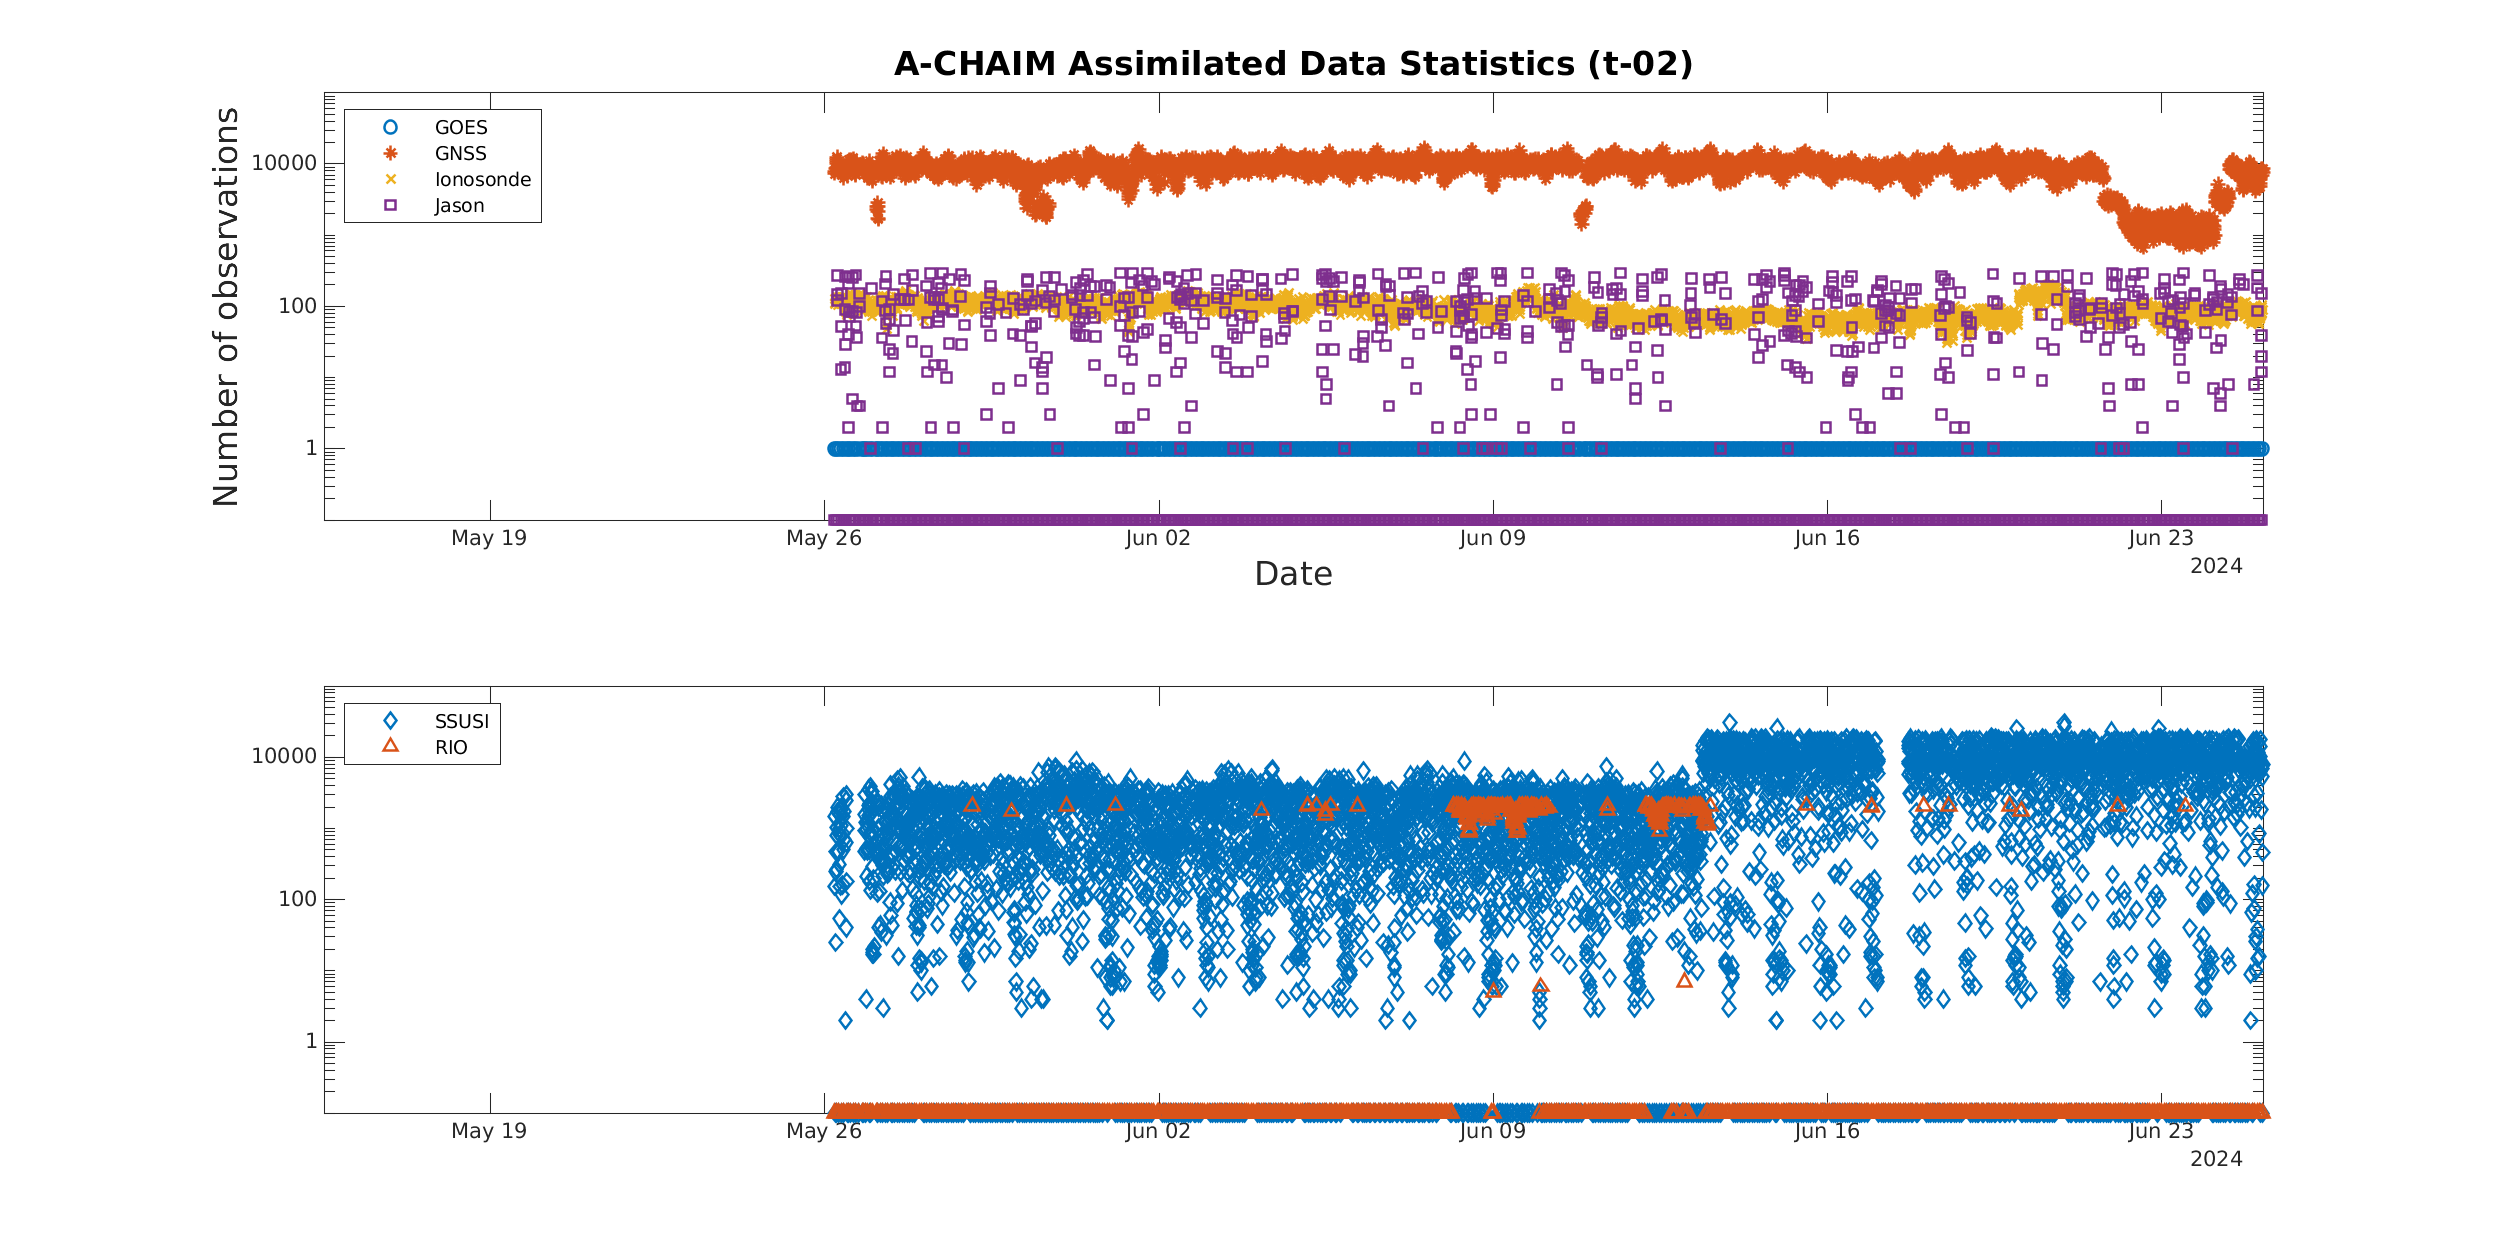 A-CHAIM Assimilated Data Statistics (t-02)
Number of observations
10000
100
1
GOES
GNSS
Ionosonde
Jason
May 19
May 26
Jun 02
Jun 09
Jun 16
Jun 23
2024
Date
10000
100
1
SSUSI
RIO
May 19
May 26
Jun 02
Jun 09
Jun 16
Jun 23
2024